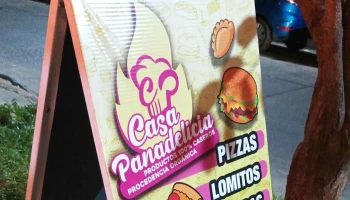 Casa
Panadelicia
PRODUCTOS 100% CASEROS
PROCEDENCIA ORGÁNICA
PIZZAS
LOMITOS